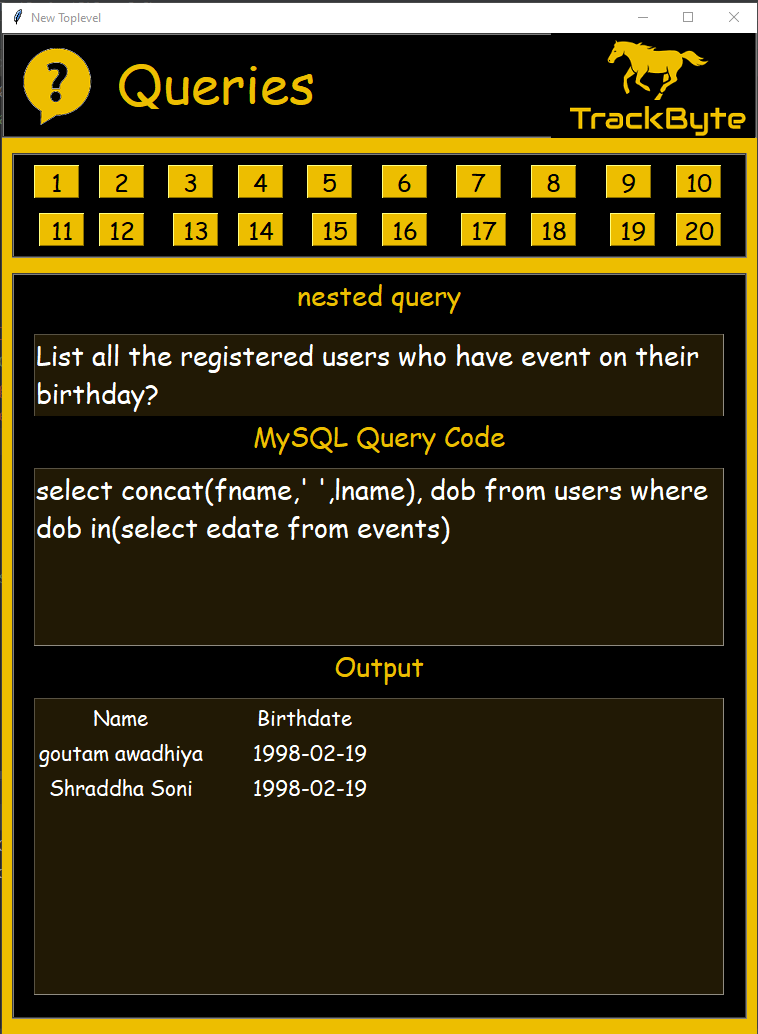 New Toplevel
? Queries
TrackByte
1 2 3 4 5 6 7 8 9 10
11 12 13 14 15 16 17 18 19 20
nested query
List all the registered users who have event on their
birthday?
MySQL Query Code
select concat(fname,' ',lname), dob from users where
dob in(select edate from events)
Output
Name Birthdate
goutam awadhiya 1998-02-19
Shraddha Soni 1998-02-19